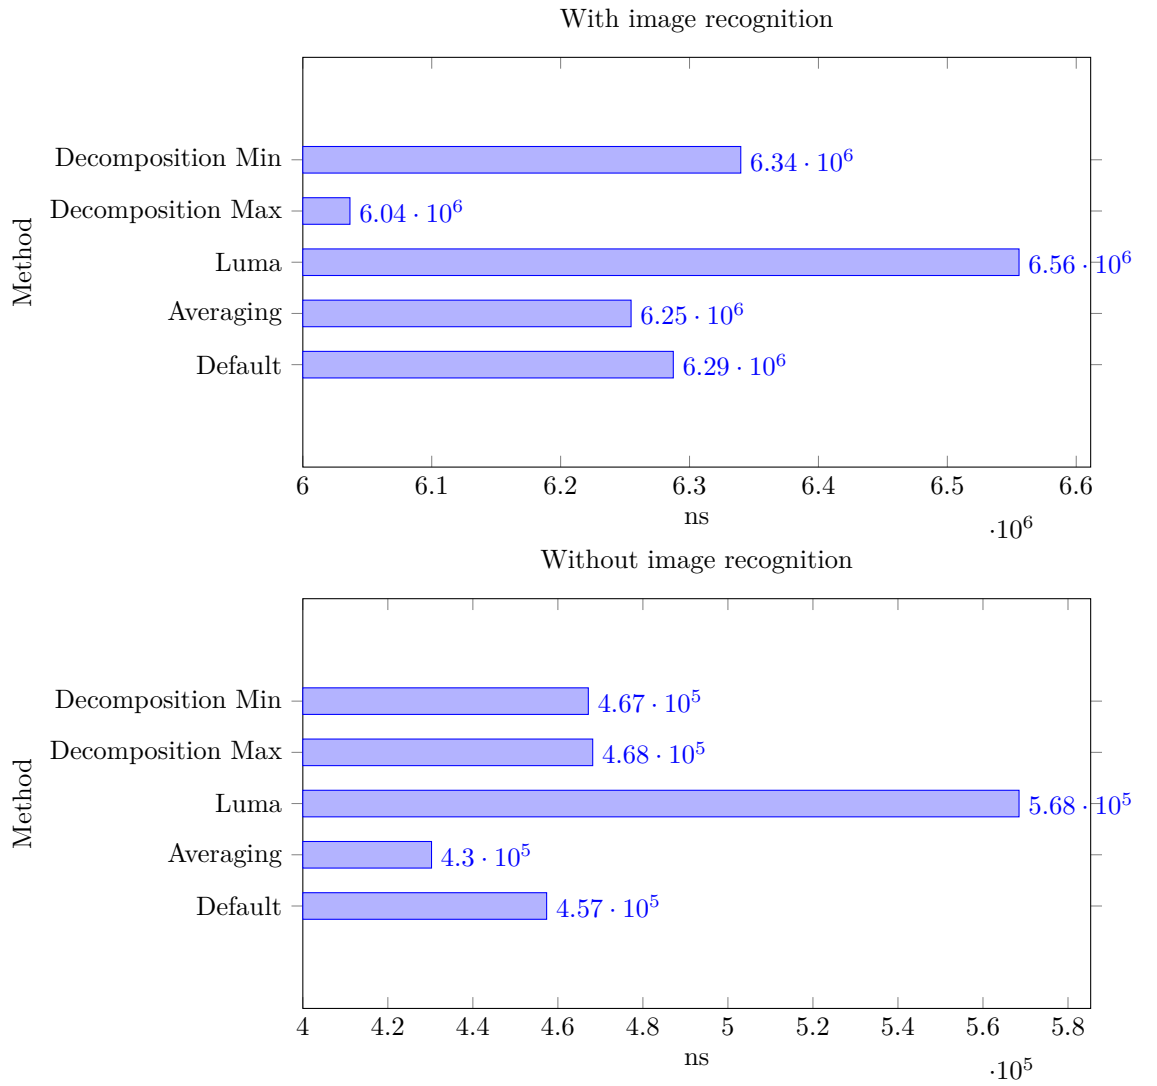 With image recognition
Method
Decomposition Min
6.34 · 10⁶
Decomposition Max
6.04 · 10⁶
Luma
6.56 · 10⁶
Averaging
6.25 · 10⁶
Default
6.29 · 10⁶
6 6.1 6.2 6.3 6.4 6.5 6.6
ns
·10⁶
Without image recognition
Method
Decomposition Min
4.67 · 10⁵
Decomposition Max
4.68 · 10⁵
Luma
5.68 · 10⁵
Averaging
4.3 · 10⁵
Default
4.57 · 10⁵
4 4.2 4.4 4.6 4.8 5 5.2 5.4 5.6 5.8
ns
·10⁵